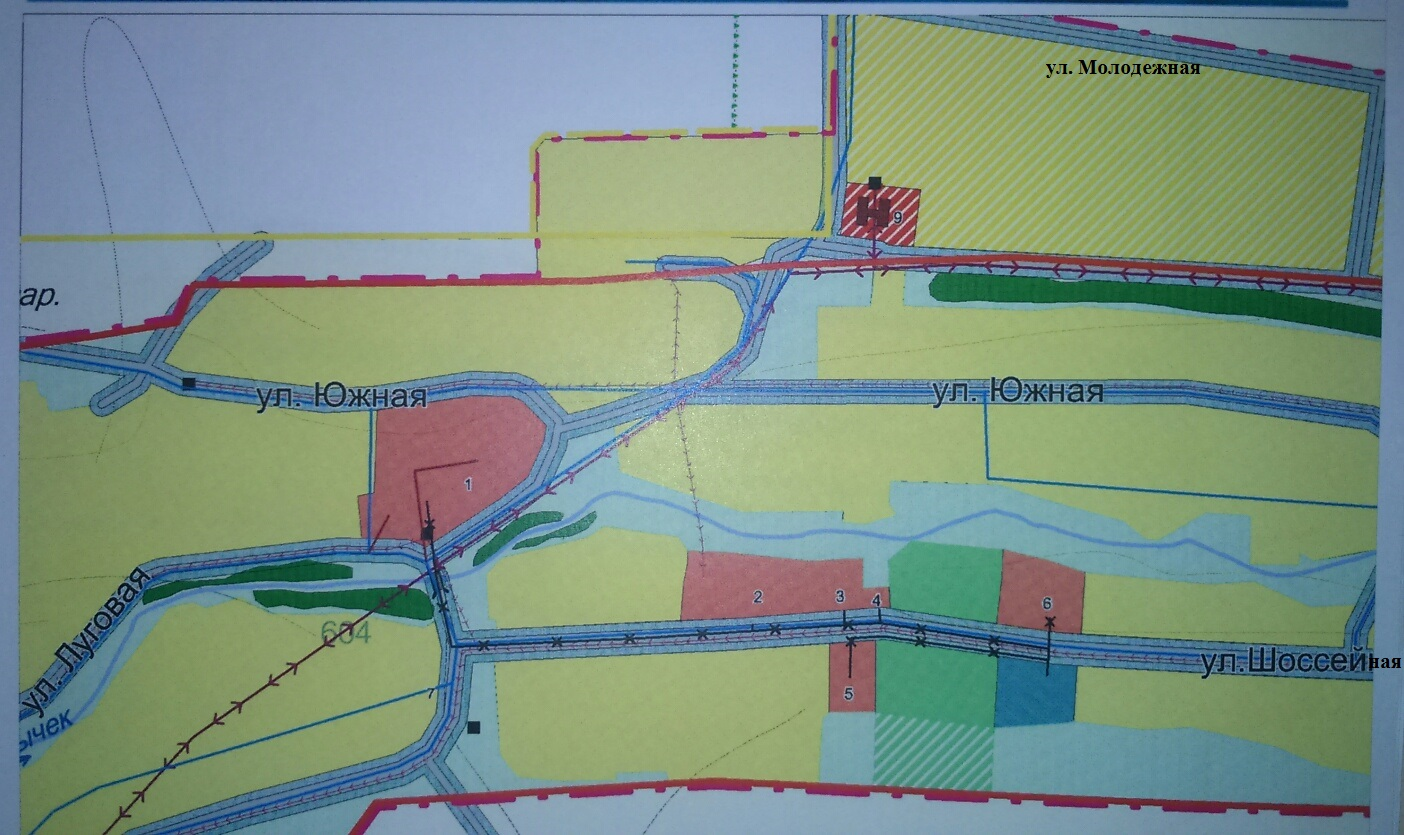 ул. Молодежная
9
ар.
ул. Южная
ул. Южная
1
2
3
4
6
ул. Луговая
604
ул.Шоссейная
5
7
ычек